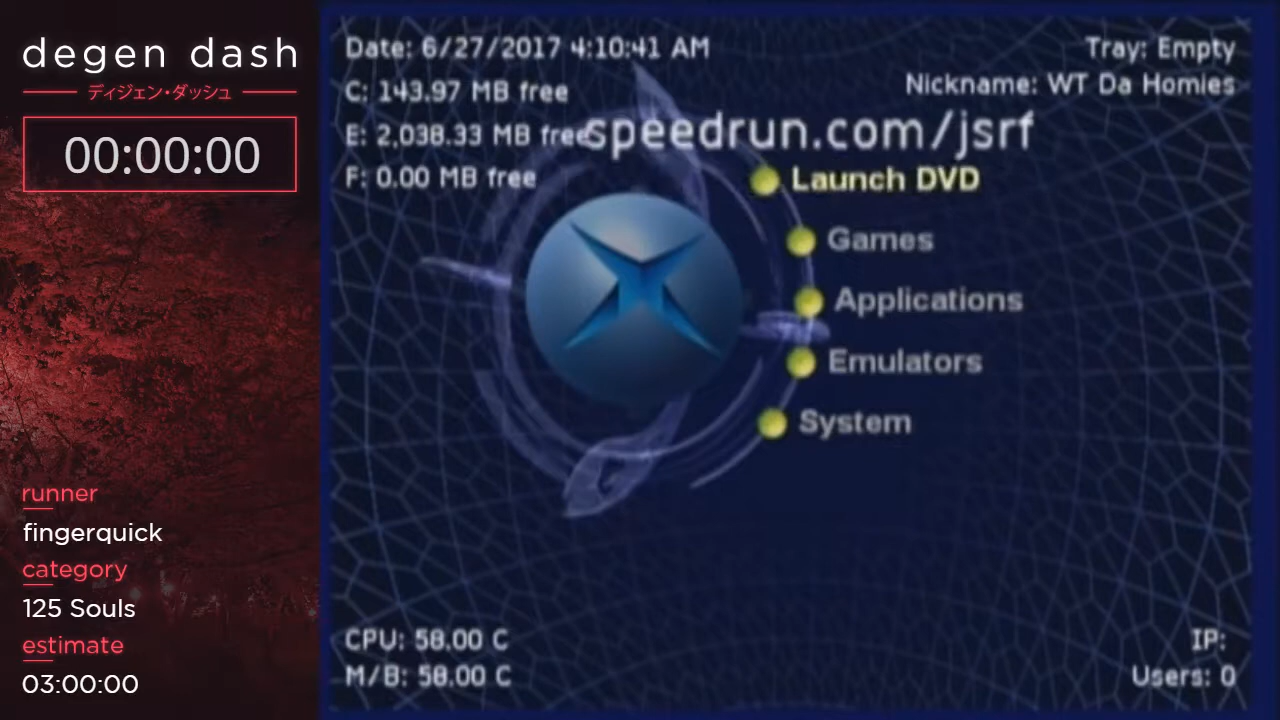 degen dash
ディジェン・ダッシュ
00:00:00
runner
fingerquick
category
125 Souls
estimate
03:00:00
Date: 6/27/2017 4:10:41 AM
Tray: Empty
C: 143.97 MB free
Nickname: WT Da Homies
E: 2,038.33 MB free
speedrun.com/jsrf
F: 0.00 MB free
Launch DVD
Games
Applications
Emulators
System
CPU: 58.00 C
IP:
M/B: 58.00 C
Users: 0